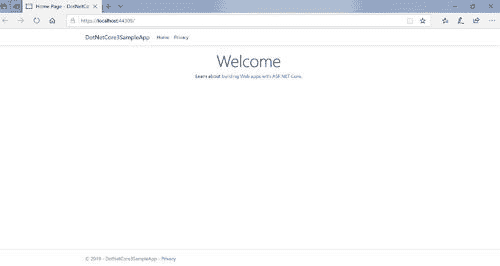 Home Page - DotNetCo
https://localhost:44309/
DotNetCore3SampleApp Home Privacy
Welcome
Learn about building Web apps with ASP.NET Core.
© 2019 - DotNetCore3SampleApp - Privacy